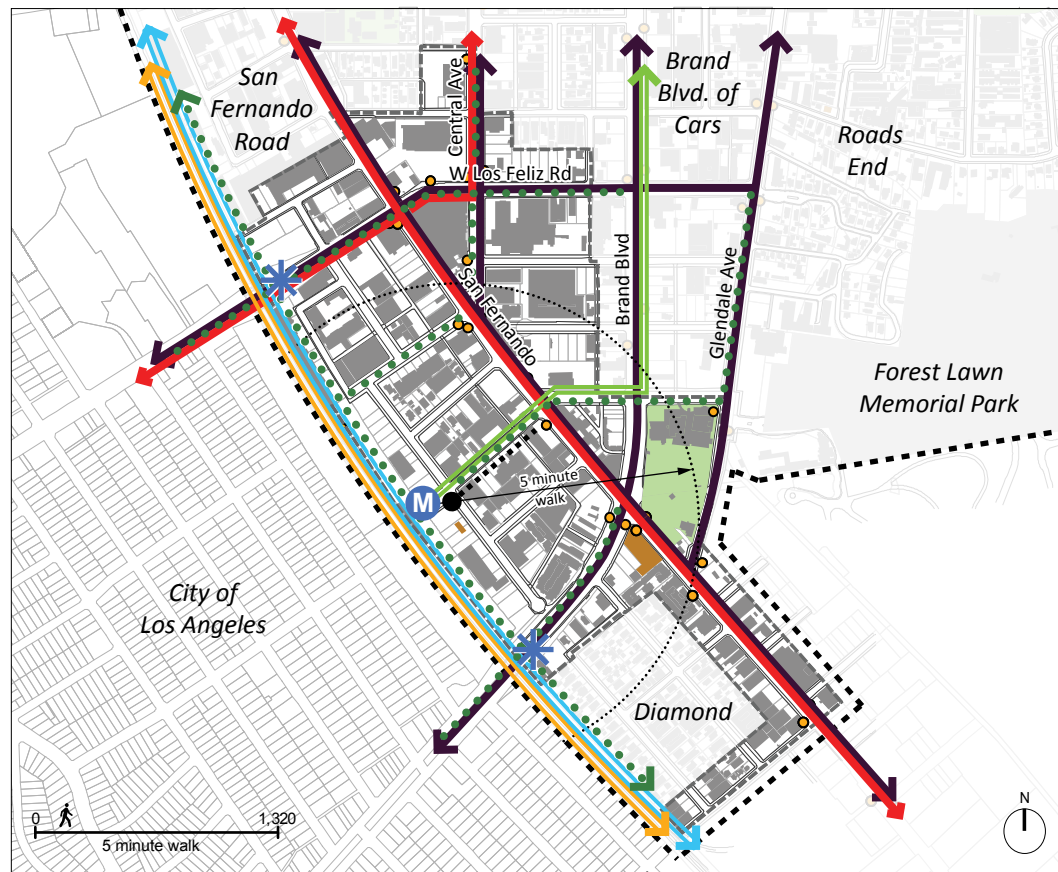 San
Fernando
Road
Central Ave
Brand
Blvd. of
Cars
Roads
End
W Los Feliz Rd
San Fernando
Brand Blvd
Glendale Ave
Forest Lawn
Memorial Park
5 minute
walk
M
City of
Los Angeles
Diamond
0
1,320
5 minute walk
N